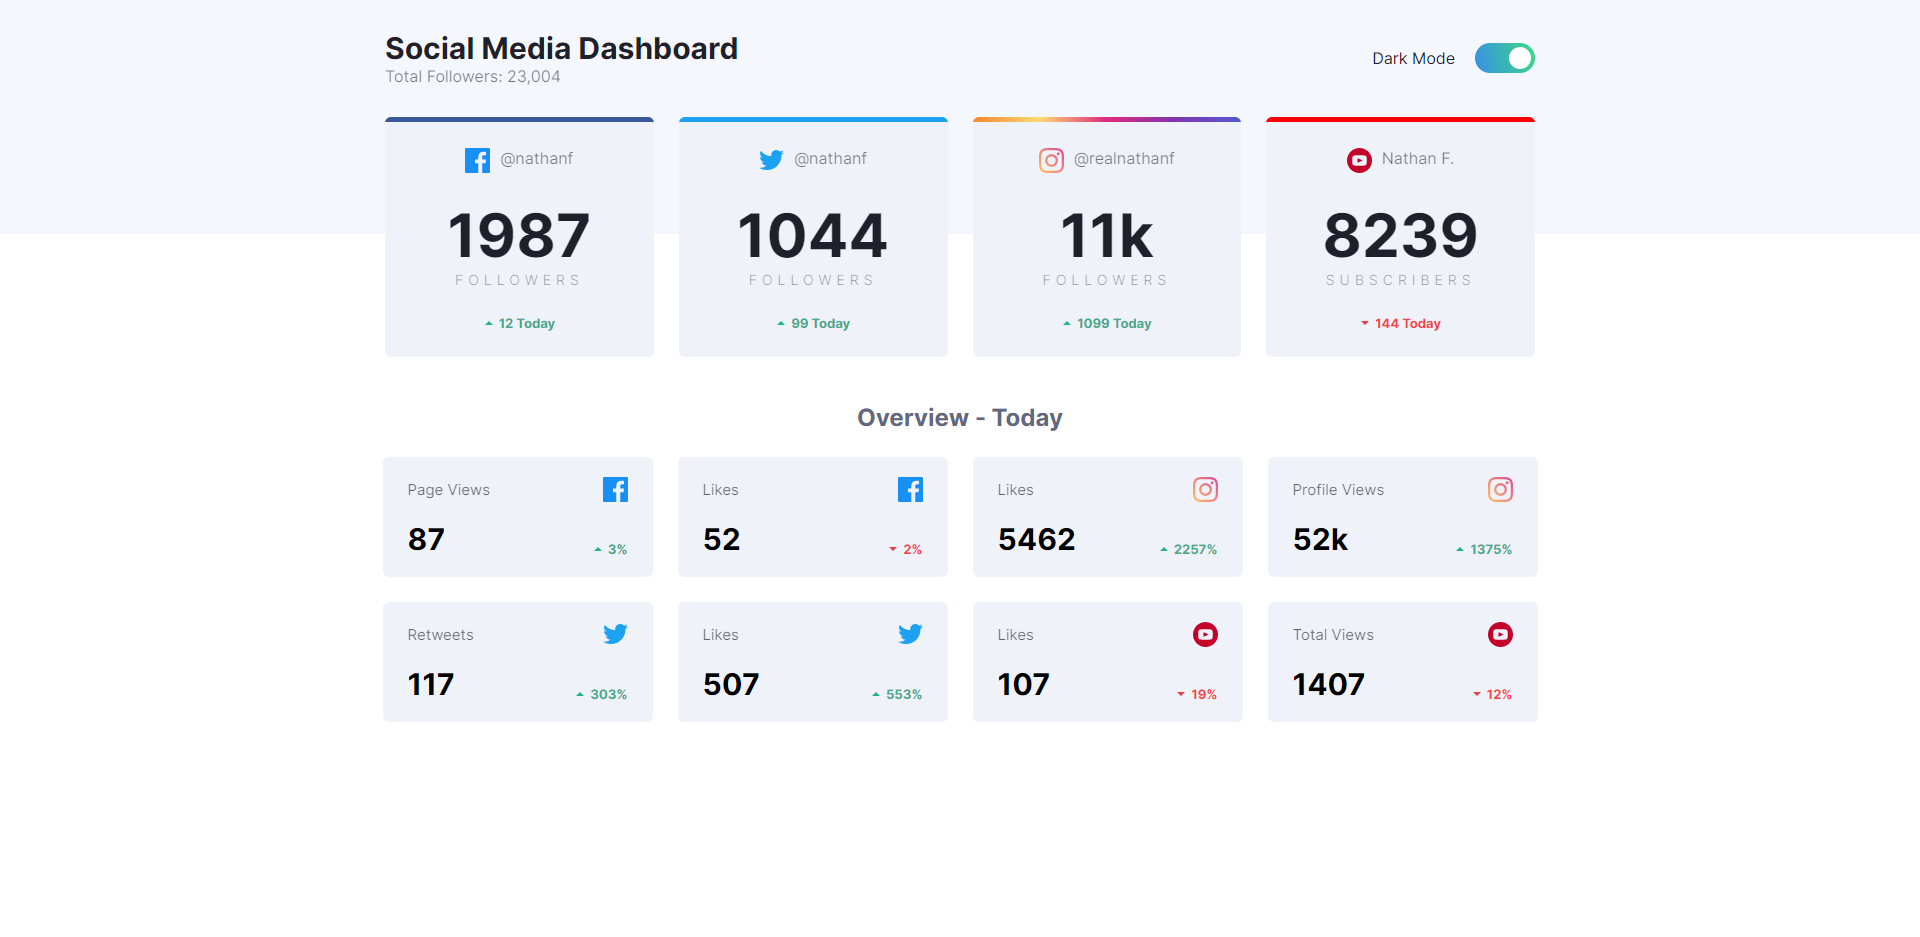 Social Media Dashboard
Total Followers: 23,004
Dark Mode
@nathanf
1987
FOLLOWERS
12 Today
@nathanf
1044
FOLLOWERS
99 Today
@realnathanf
11k
FOLLOWERS
1099 Today
Nathan F.
8239
SUBSCRIBERS
144 Today
Overview - Today
Page Views
87
3%
Likes
52
2%
Likes
5462
2257%
Profile Views
52k
1375%
Retweets
117
303%
Likes
507
553%
Likes
107
19%
Total Views
1407
12%